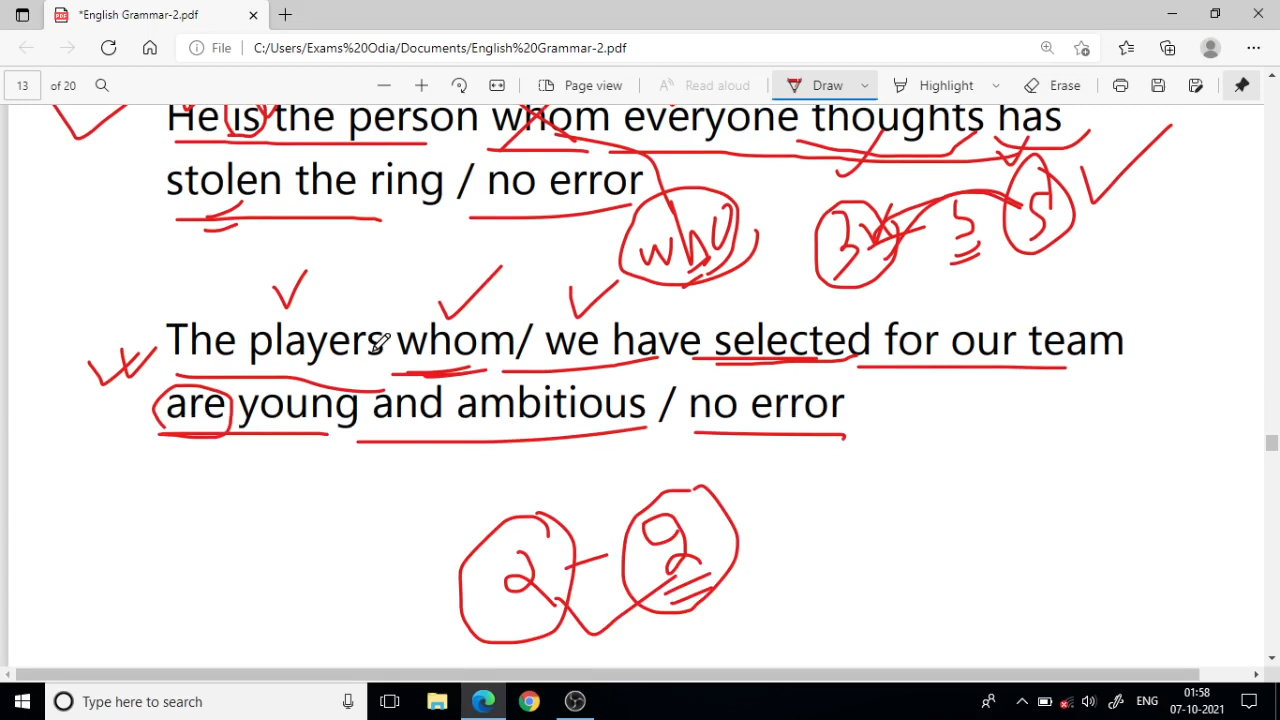 *English Grammar-2.pdf
File C:/Users/Exams%20Odia/Documents/English%20Grammar-2.pdf
13 of 20 Page view Read aloud Draw Highlight Erase
He is the person whom everyone thoughts has
stolen the ring / no error
who 3 3 5
The players whom/ we have selected for our team
are young and ambitious / no error
2 - 2
Type here to search ENG 01:58
07-10-2021